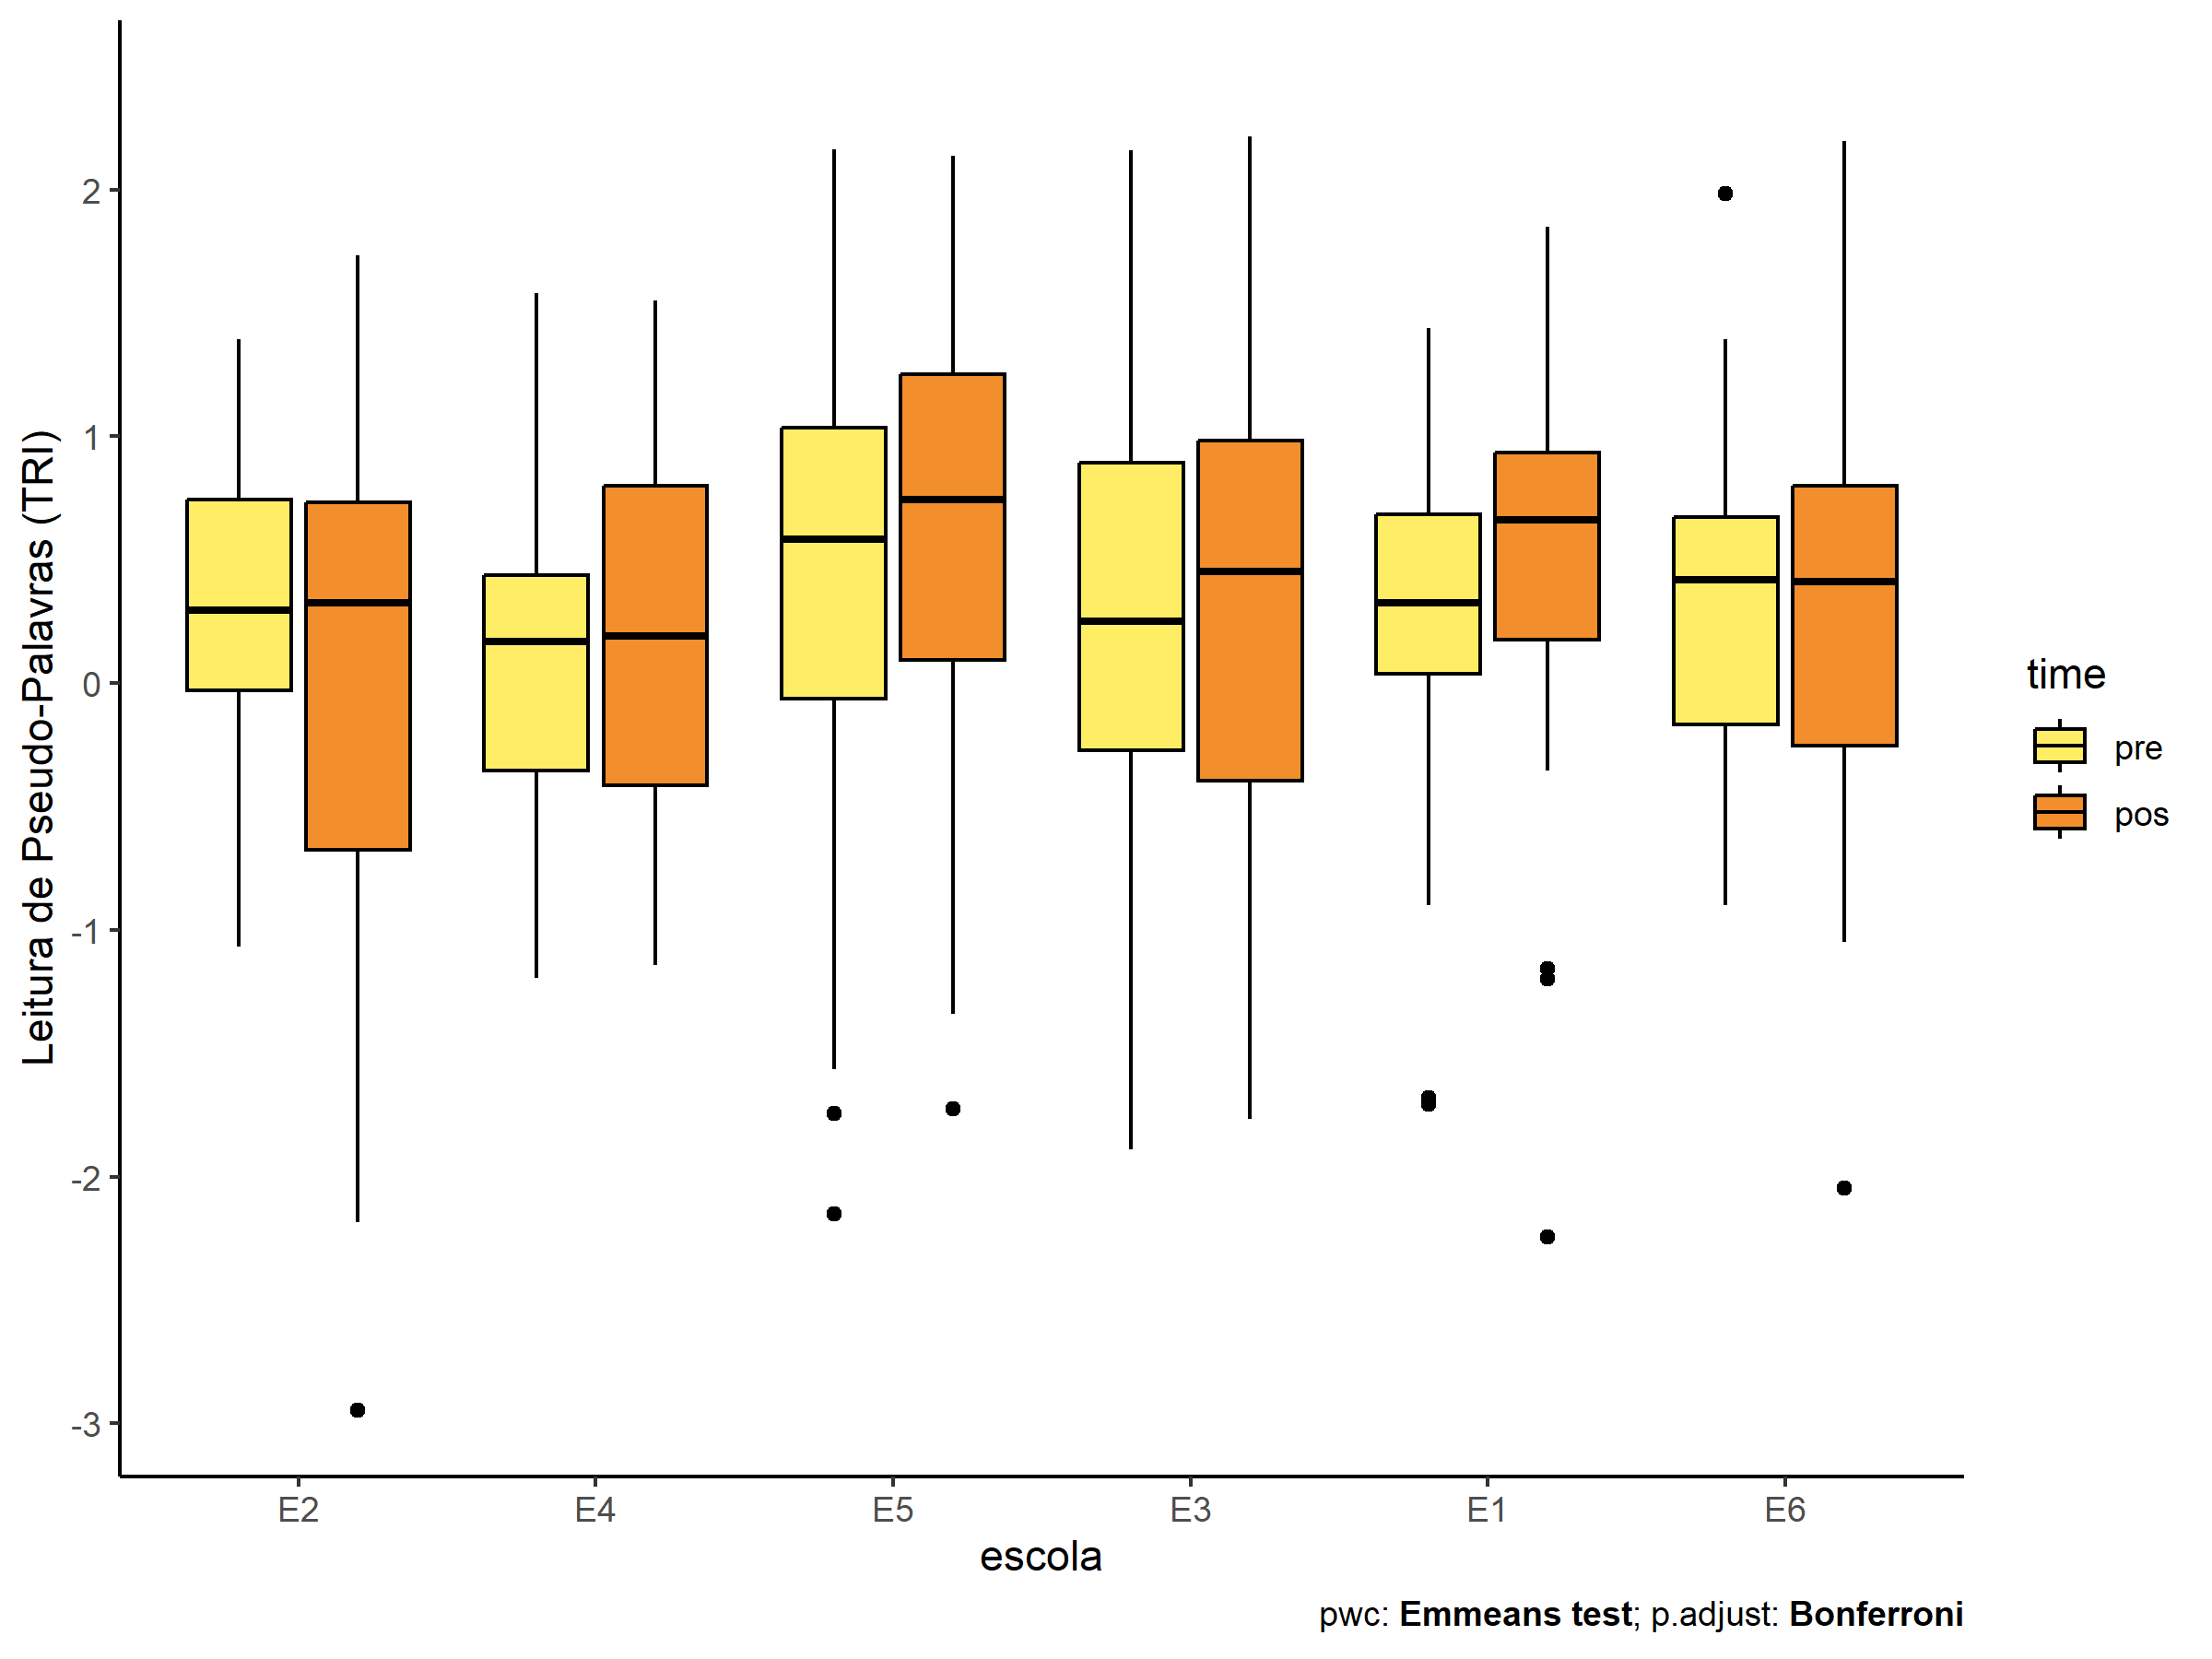 Leitura de Pseudo-Palavras (TRI)
2
1
0
-1
-2
-3
E2 E4 E5 E3 E1 E6
escola
time
pre
pos
pwc: Emmeans test; p.adjust: Bonferroni